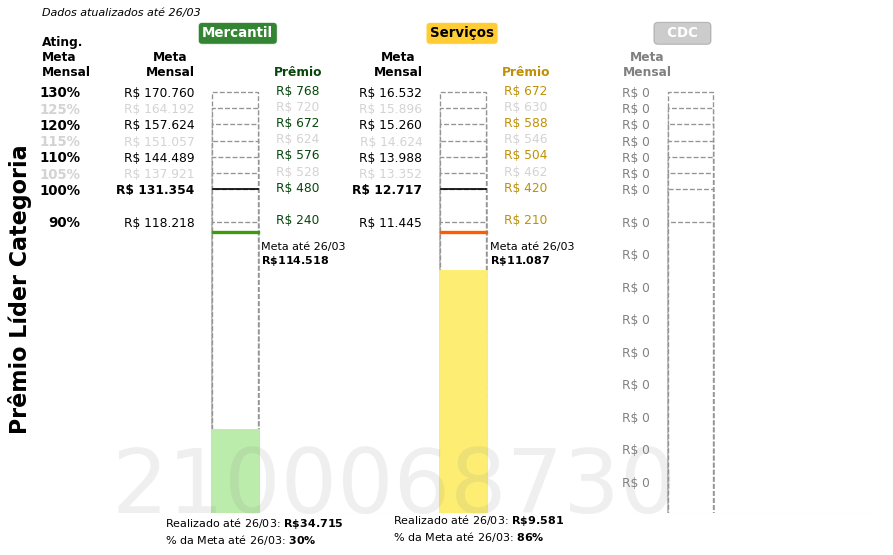 Dados atualizados até 26/03
Mercantil Serviços CDC
Ating. Meta Mensal Meta Mensal Prêmio Meta Mensal Prêmio Meta Mensal
130% R$ 170.760 R$ 768 R$ 16.532 R$ 672 R$ 0
125% R$ 164.192 R$ 720 R$ 15.896 R$ 630 R$ 0
120% R$ 157.624 R$ 672 R$ 15.260 R$ 588 R$ 0
115% R$ 151.057 R$ 624 R$ 14.624 R$ 546 R$ 0
110% R$ 144.489 R$ 576 R$ 13.988 R$ 504 R$ 0
105% R$ 137.921 R$ 528 R$ 13.352 R$ 462 R$ 0
100% R$ 131.354 R$ 480 R$ 12.717 R$ 420 R$ 0
90% R$ 118.218 R$ 240 R$ 11.445 R$ 210 R$ 0
Meta até 26/03 Meta até 26/03
R$114.518 R$11.087
R$ 0
R$ 0
R$ 0
R$ 0
R$ 0
R$ 0
R$ 0
R$ 0
Prêmio Líder Categoria
2100068730
Realizado até 26/03: R$34.715 Realizado até 26/03: R$9.581
% da Meta até 26/03: 30% % da Meta até 26/03: 86%